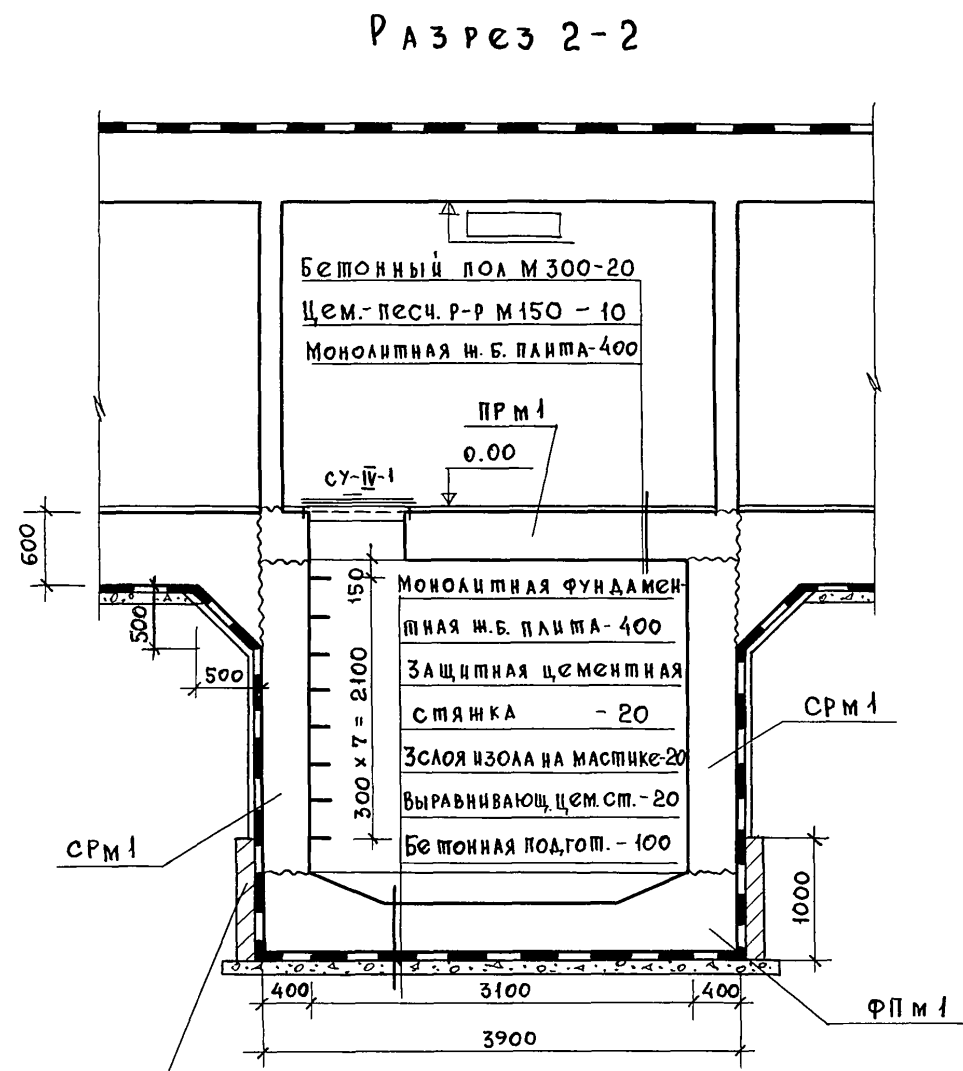 Разрез 2-2
Бетонный пол М300-20
Цем.-песч. р-р М150 - 10
Монолитная ж.б. плита-400
ПРм1
0.00
СУ-IV-1
600
500
500
150
300 x 7 = 2100
Монолитная фундамен-
тная ж.б. плита-400
Защитная цементная
стяжка - 20
3слоя изола на мастике-20
Выравнивающ. цем. ст.-20
Бетонная подгот. - 100
СРм1
СРм1
1000
400
3100
400
3900
ФПм1